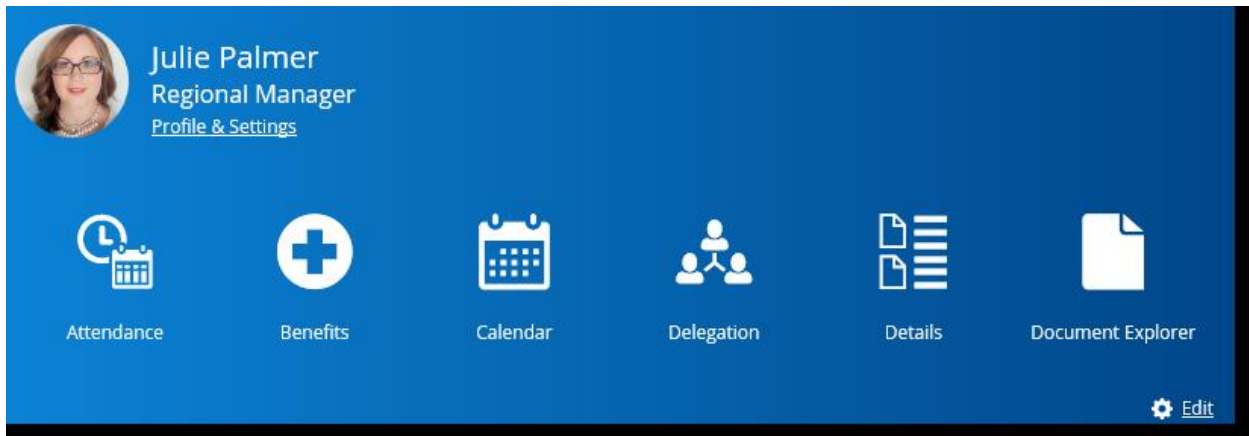 Julie Palmer
Regional Manager
Profile & Settings
Attendance
Benefits
Calendar
Delegation
Details
Document Explorer
Edit